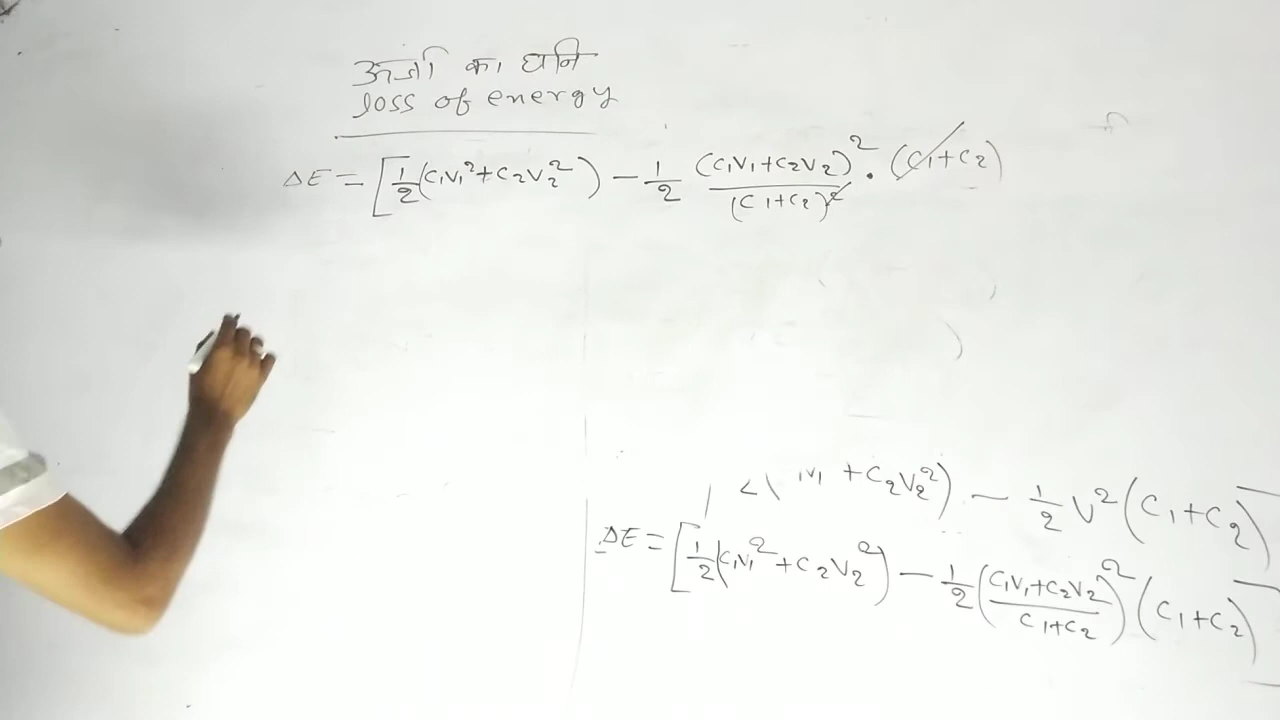 ऊर्जा का घानि
loss of energy
ΔE = [1/2 (C₁V₁² + C₂V₂²) - 1/2 (C₁V₁+C₂V₂)²/(C₁+C₂)² · (C₁+C₂)
+ C₂V₂²) - 1/2 V² (C₁+C₂)
ΔE = [1/2 (C₁V₁² + C₂V₂²) - 1/2 ((C₁V₁+C₂V₂)/(C₁+C₂))² (C₁+C₂)